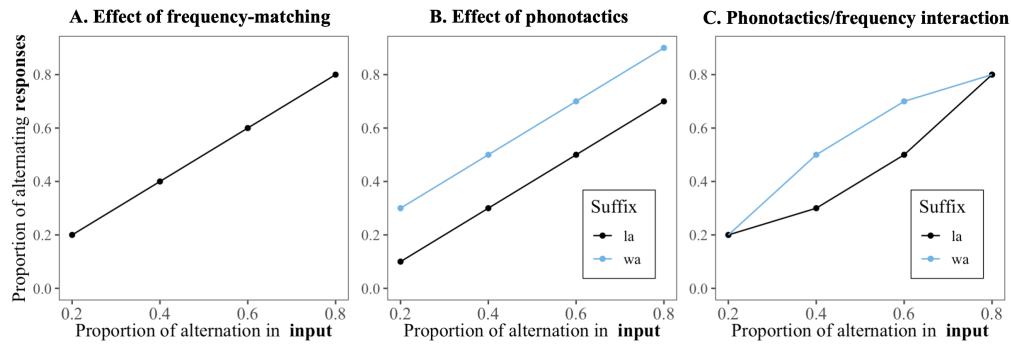 A. Effect of frequency-matching
B. Effect of phonotactics
C. Phonotactics/frequency interaction
Proportion of alternating responses
0.8
0.6
0.4
0.2
0.0
0.2 0.4 0.6 0.8
Proportion of alternation in input
0.8
0.6
0.4
0.2
0.0
Suffix
la
wa
0.2 0.4 0.6 0.8
Proportion of alternation in input
0.8
0.6
0.4
0.2
0.0
Suffix
la
wa
0.2 0.4 0.6 0.8
Proportion of alternation in input